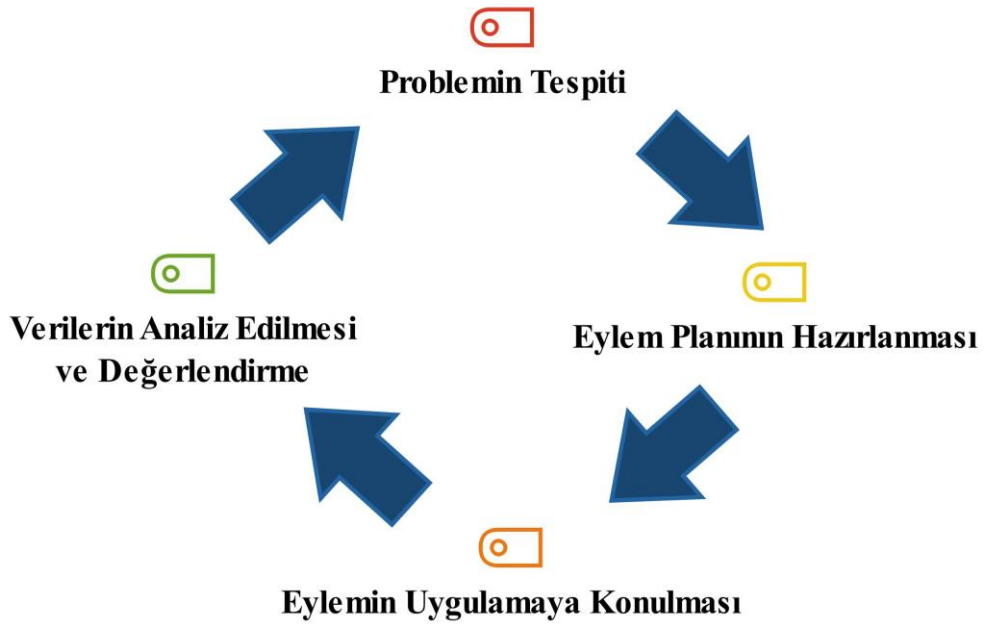 Problemin Tespiti
Eylem Planının Hazırlanması
Eylemin Uygulamaya Konulması
Verilerin Analiz Edilmesi
ve Değerlendirme